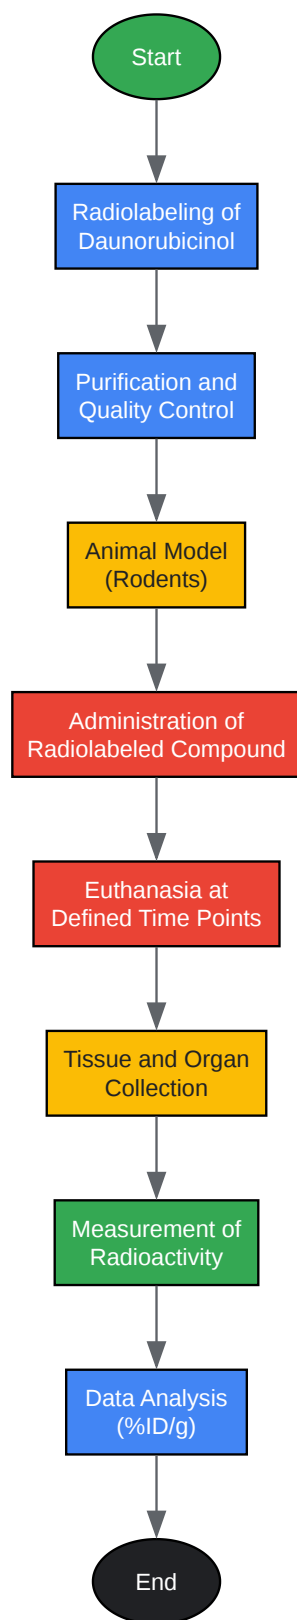 Start
Radiolabeling of
Daunorubicinol
Purification and
Quality Control
Animal Model
(Rodents)
Administration of
Radiolabeled Compound
Euthanasia at
Defined Time Points
Tissue and Organ
Collection
Measurement of
Radioactivity
Data Analysis
(%ID/g)
End